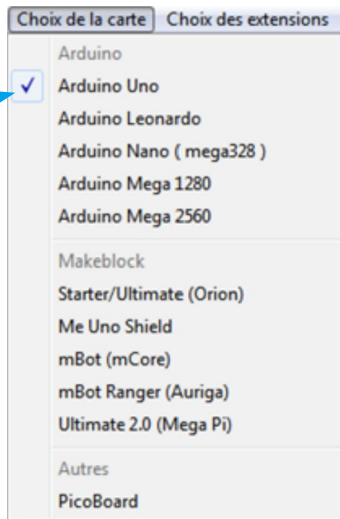 Choix de la carte Choix des extensions
Arduino
Arduino Uno
Arduino Leonardo
Arduino Nano ( mega328 )
Arduino Mega 1280
Arduino Mega 2560
Makeblock
Starter/Ultimate (Orion)
Me Uno Shield
mBot (mCore)
mBot Ranger (Auriga)
Ultimate 2.0 (Mega Pi)
Autres
PicoBoard